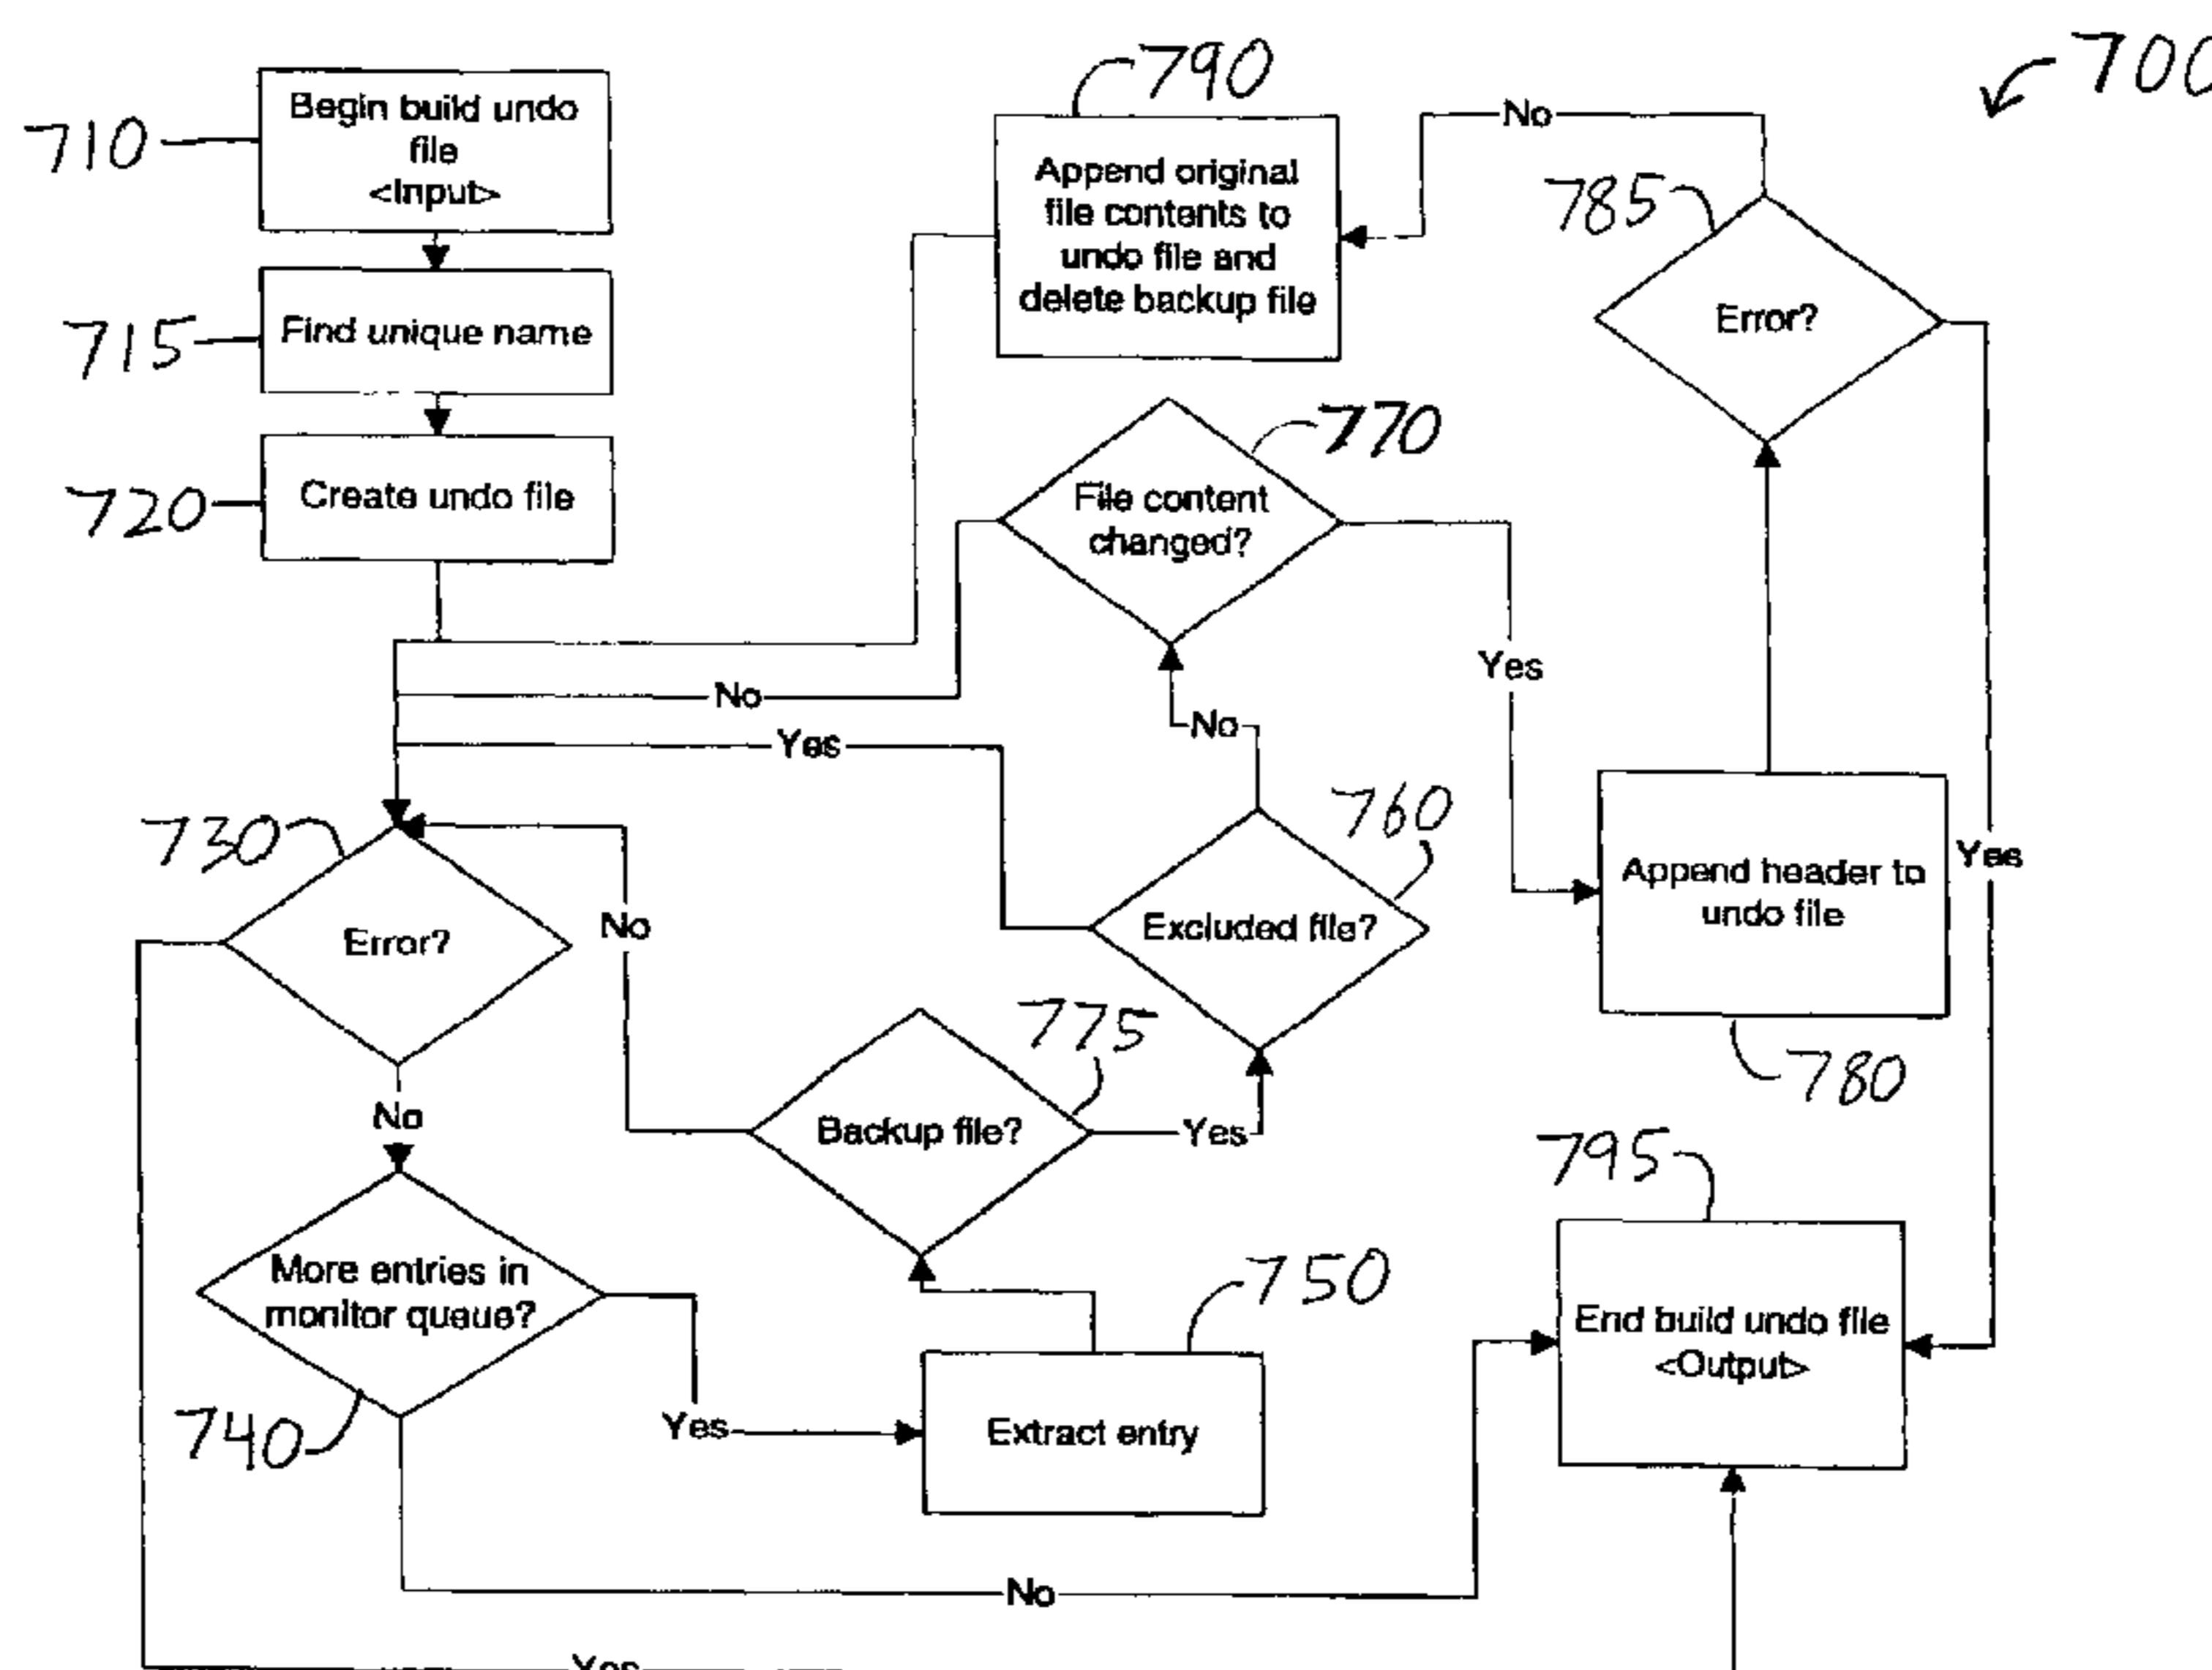 700
790
No
710
Begin build undo
file
<Input>
Append original
file contents to
undo file and
delete backup file
785
Error?
715
Find unique name
770
720
Create undo file
File content
changed?
Yes
No
No
Yes
760
730
Error?
No
Excluded file?
Yes
Append header to
undo file
775
780
No
Backup file?
Yes
795
More entries in
monitor queue?
750
740
Yes
Extract entry
End build undo file
<Output>
No
Yes